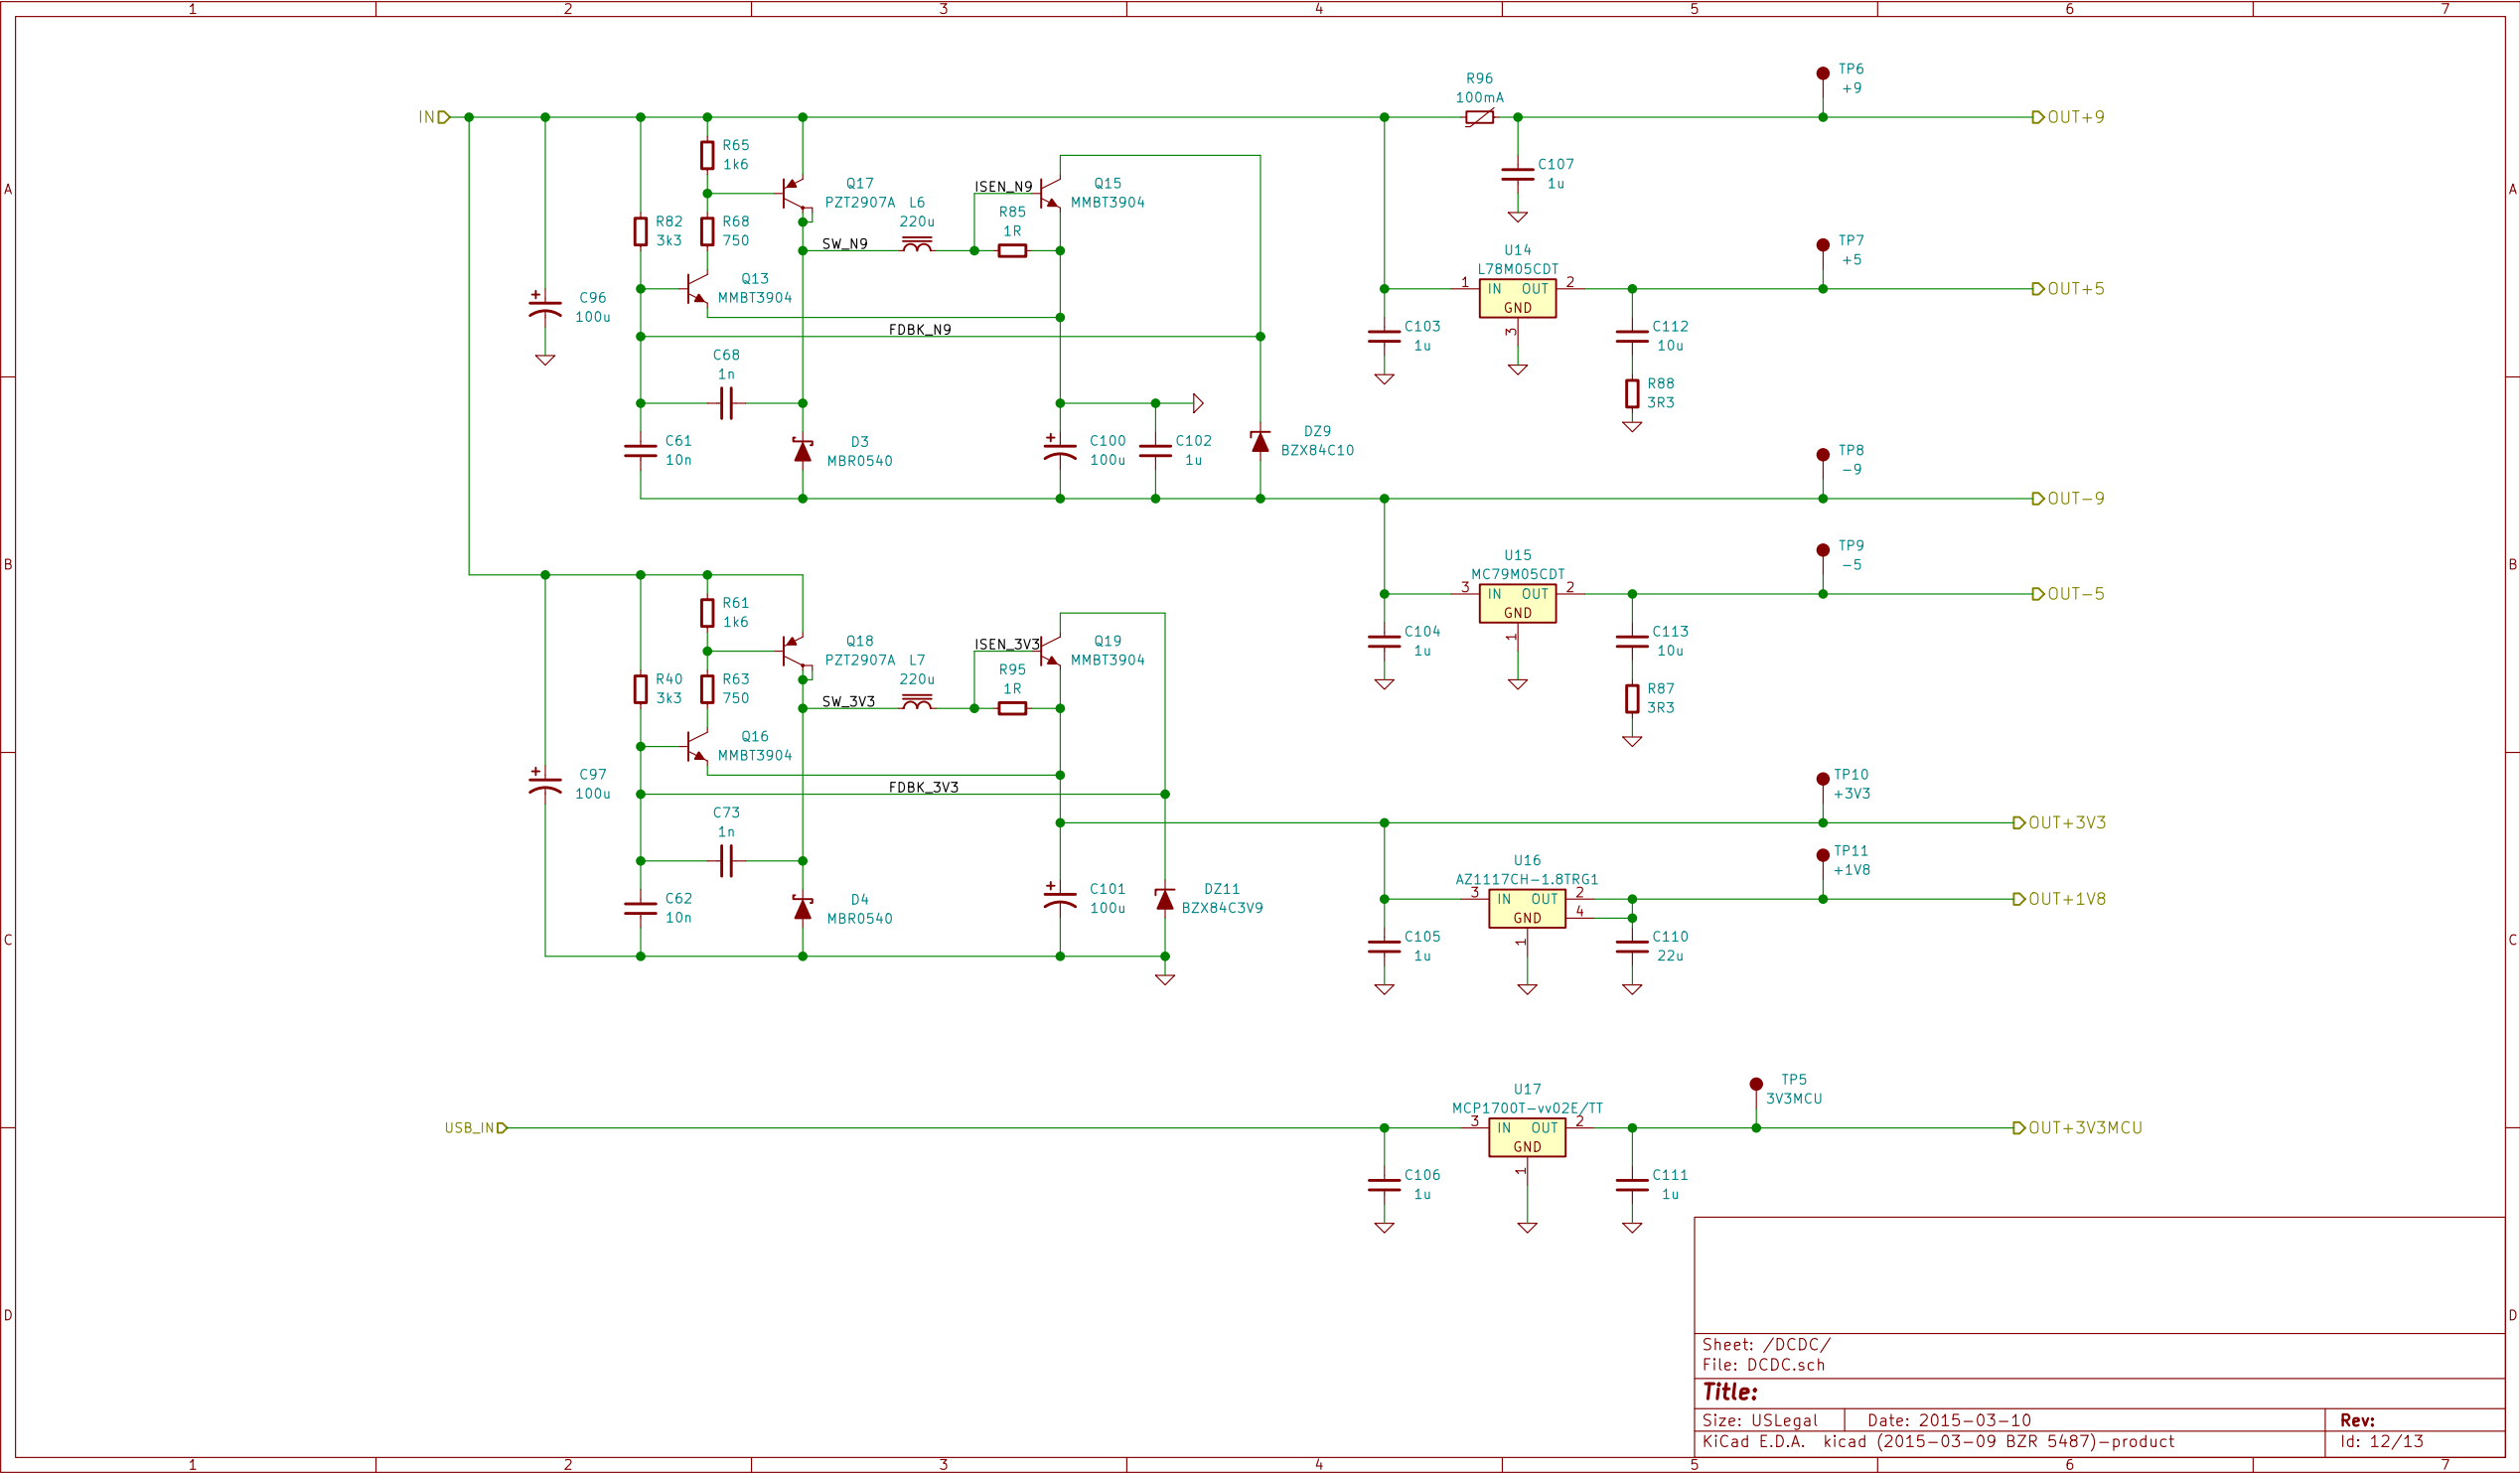 1 2 3 4 5 6 7
A
B
C
D
IN
R65
1k6
Q17
PZT2907A
L6
220u
ISEN_N9
Q15
MMBT3904
R85
1R
R82
3k3
R68
750
SW_N9
Q13
MMBT3904
C96
100u
+
FDBK_N9
C68
1n
C61
10n
D3
MBR0540
+
C100
100u
C102
1u
DZ9
BZX84C10
R96
100mA
C107
1u
TP6
+9
OUT+9
U14
L78M05CDT
1 IN OUT 2
GND
3
C103
1u
C112
10u
R88
3R3
TP7
+5
OUT+5
TP8
-9
OUT-9
U15
MC79M05CDT
3 IN OUT 2
GND
1
C104
1u
C113
10u
R87
3R3
TP9
-5
OUT-5
R61
1k6
Q18
PZT2907A
L7
220u
ISEN_3V3
Q19
MMBT3904
R95
1R
R40
3k3
R63
750
SW_3V3
Q16
MMBT3904
+
C97
100u
FDBK_3V3
C73
1n
C62
10n
D4
MBR0540
+
C101
100u
DZ11
BZX84C3V9
TP10
+3V3
OUT+3V3
U16
AZ1117CH-1.8TRG1
3 IN OUT 2
4
GND
1
C105
1u
C110
22u
TP11
+1V8
OUT+1V8
USB_IN
U17
MCP1700T-vv02E/TT
3 IN OUT 2
GND
1
C106
1u
C111
1u
TP5
3V3MCU
OUT+3V3MCU
A
B
C
D
Sheet: /DCDC/
File: DCDC.sch
Title:
Size: USLegal Date: 2015-03-10 Rev:
KiCad E.D.A. kicad (2015-03-09 BZR 5487)-product Id: 12/13
1 2 3 4 5 6 7